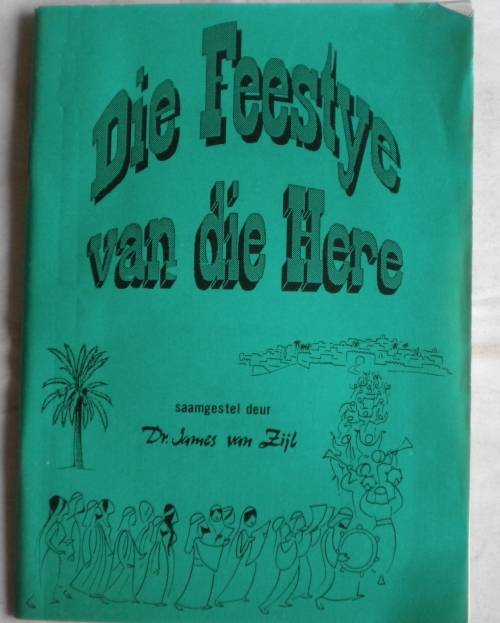 Die Feestye
van die Here
saamgestel deur
Dr. James van Zijl